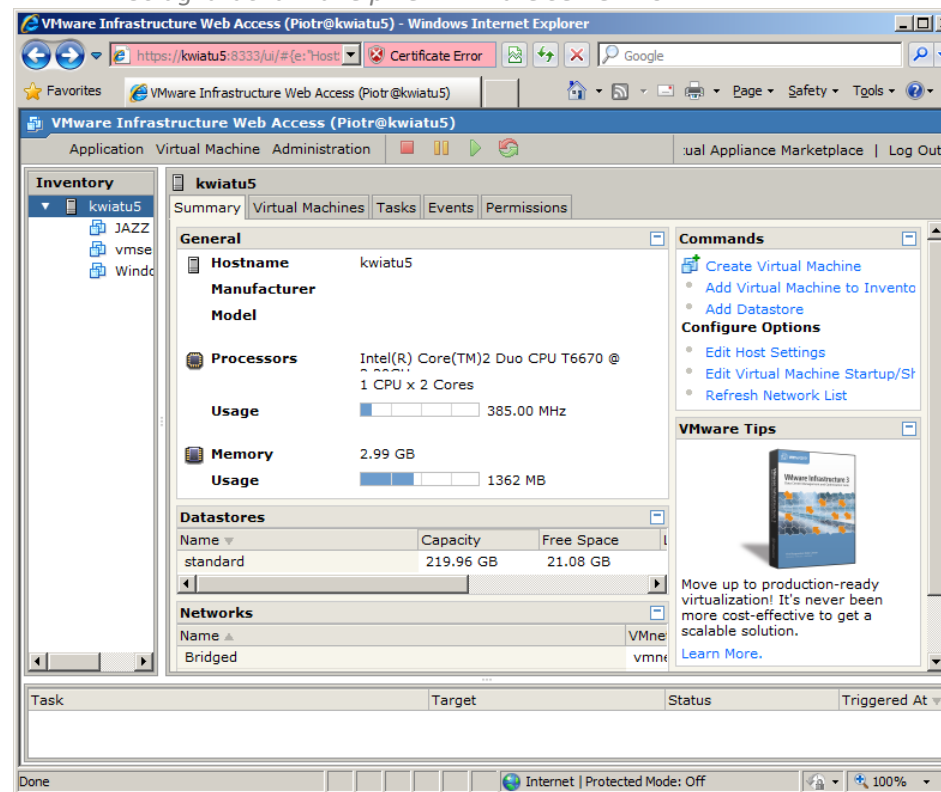 VMware Infrastructure Web Access (Piotr@kwiatu5) - Windows Internet Explorer
https://kwiatu5:8333/ui/#{e:"Host: Certificate Error Google
Favorites VMware Infrastructure Web Access (Piotr@kwiatu5) Page Safety Tools
VMware Infrastructure Web Access (Piotr@kwiatu5)
Application Virtual Machine Administration :ual Appliance Marketplace | Log Out
Inventory
kwiatu5
JAZZ
vmse
Windo
kwiatu5
Summary Virtual Machines Tasks Events Permissions
General
Hostname kwiatu5
Manufacturer
Model
Processors Intel(R) Core(TM)2 Duo CPU T6670 @
1 CPU x 2 Cores
Usage 385.00 MHz
Memory 2.99 GB
Usage 1362 MB
Datastores
Name Capacity Free Space
standard 219.96 GB 21.08 GB
Networks
Name VMne
Bridged vmne
Commands
Create Virtual Machine
Add Virtual Machine to Invento
Add Datastore
Configure Options
Edit Host Settings
Edit Virtual Machine Startup/Sh
Refresh Network List
VMware Tips
vmware
VMware Infrastructure 3
Move up to production-ready
virtualization! It's never been
more cost-effective to get a
scalable solution.
Learn More.
Task Target Status Triggered At
Done Internet | Protected Mode: Off 100%